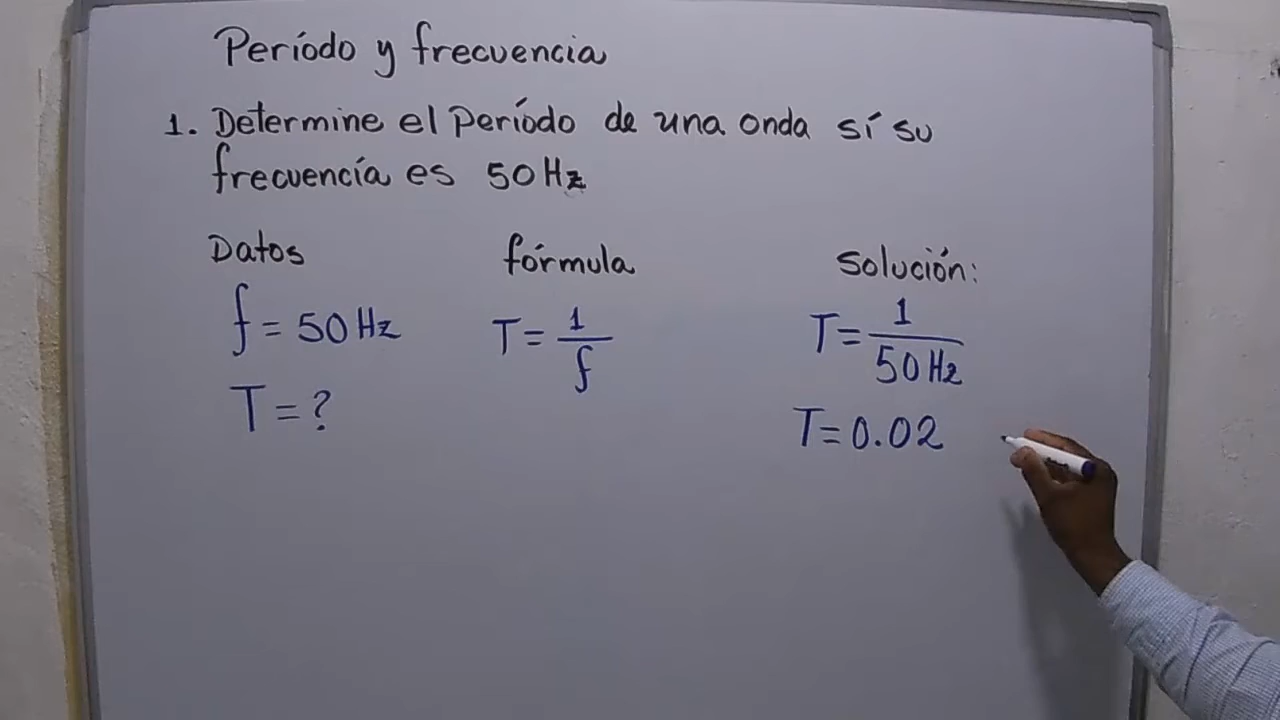 Período y frecuencia
1. Determine el período de una onda sí su
frecuencía es 50 Hz
Datos
f = 50 Hz
T = ?
fórmula
T = 1/f
Solución:
T = 1/50 Hz
T = 0.02